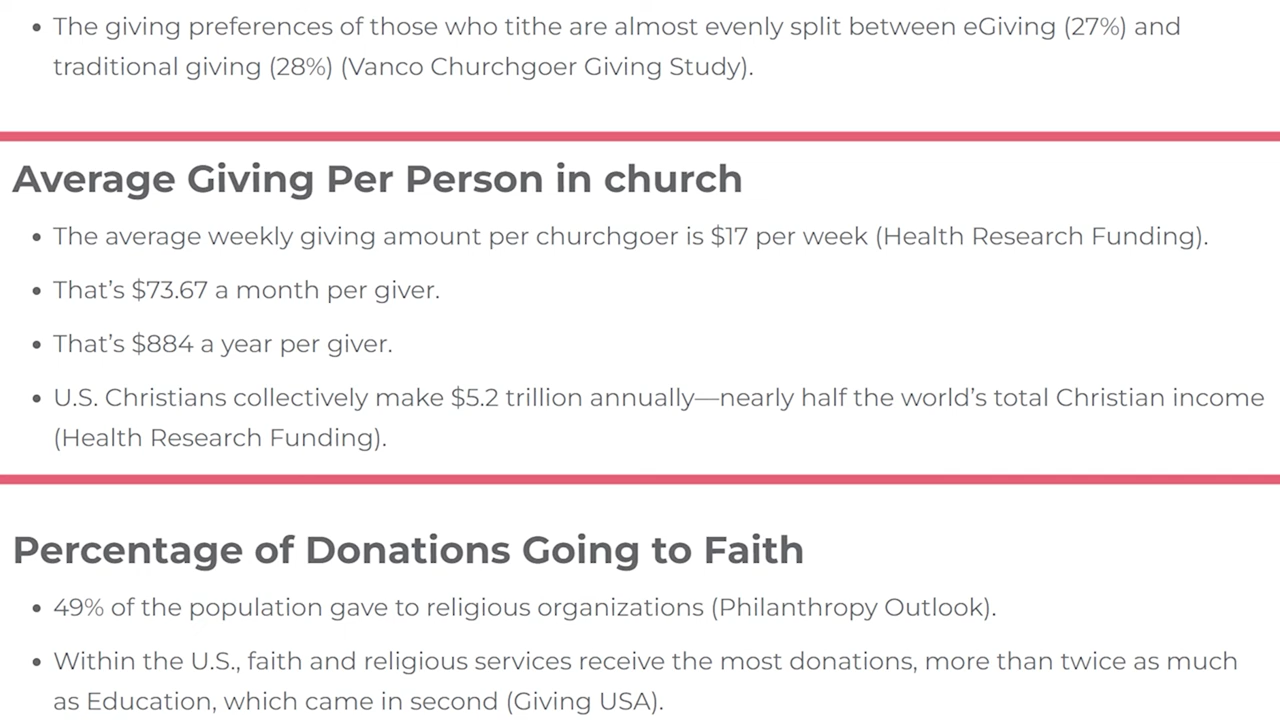 • The giving preferences of those who tithe are almost evenly split between eGiving (27%) and
traditional giving (28%) (Vanco Churchgoer Giving Study).
Average Giving Per Person in church
• The average weekly giving amount per churchgoer is $17 per week (Health Research Funding).
• That's $73.67 a month per giver.
• That's $884 a year per giver.
• U.S. Christians collectively make $5.2 trillion annually—nearly half the world's total Christian income
(Health Research Funding).
Percentage of Donations Going to Faith
• 49% of the population gave to religious organizations (Philanthropy Outlook).
• Within the U.S., faith and religious services receive the most donations, more than twice as much
as Education, which came in second (Giving USA).